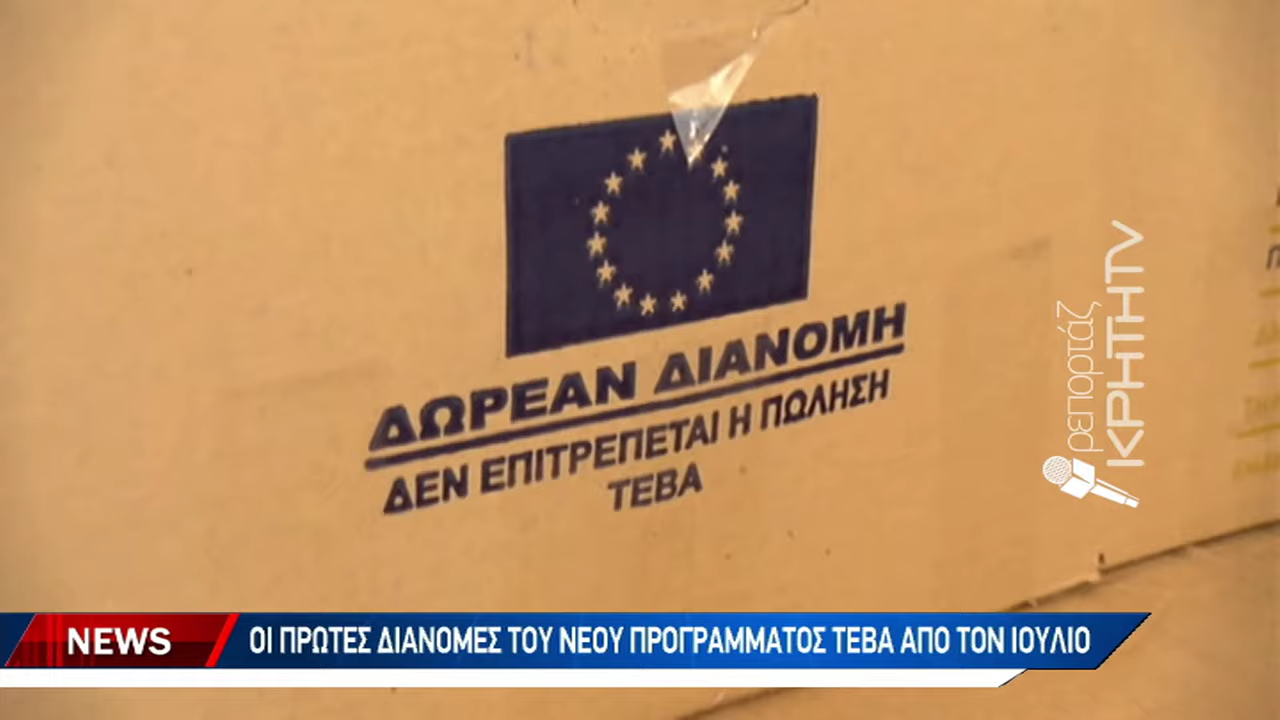 ΔΩΡΕΑΝ ΔΙΑΝΟΜΗ
ΔΕΝ ΕΠΙΤΡΕΠΕΤΑΙ Η ΠΩΛΗΣΗ
ΤΕΒΑ
ρεπορτάζ
ΚΡΗΤΗTV
NEWS
ΟΙ ΠΡΩΤΕΣ ΔΙΑΝΟΜΕΣ ΤΟΥ ΝΕΟΥ ΠΡΟΓΡΑΜΜΑΤΟΣ ΤΕΒΑ ΑΠΟ ΤΟΝ ΙΟΥΛΙΟ